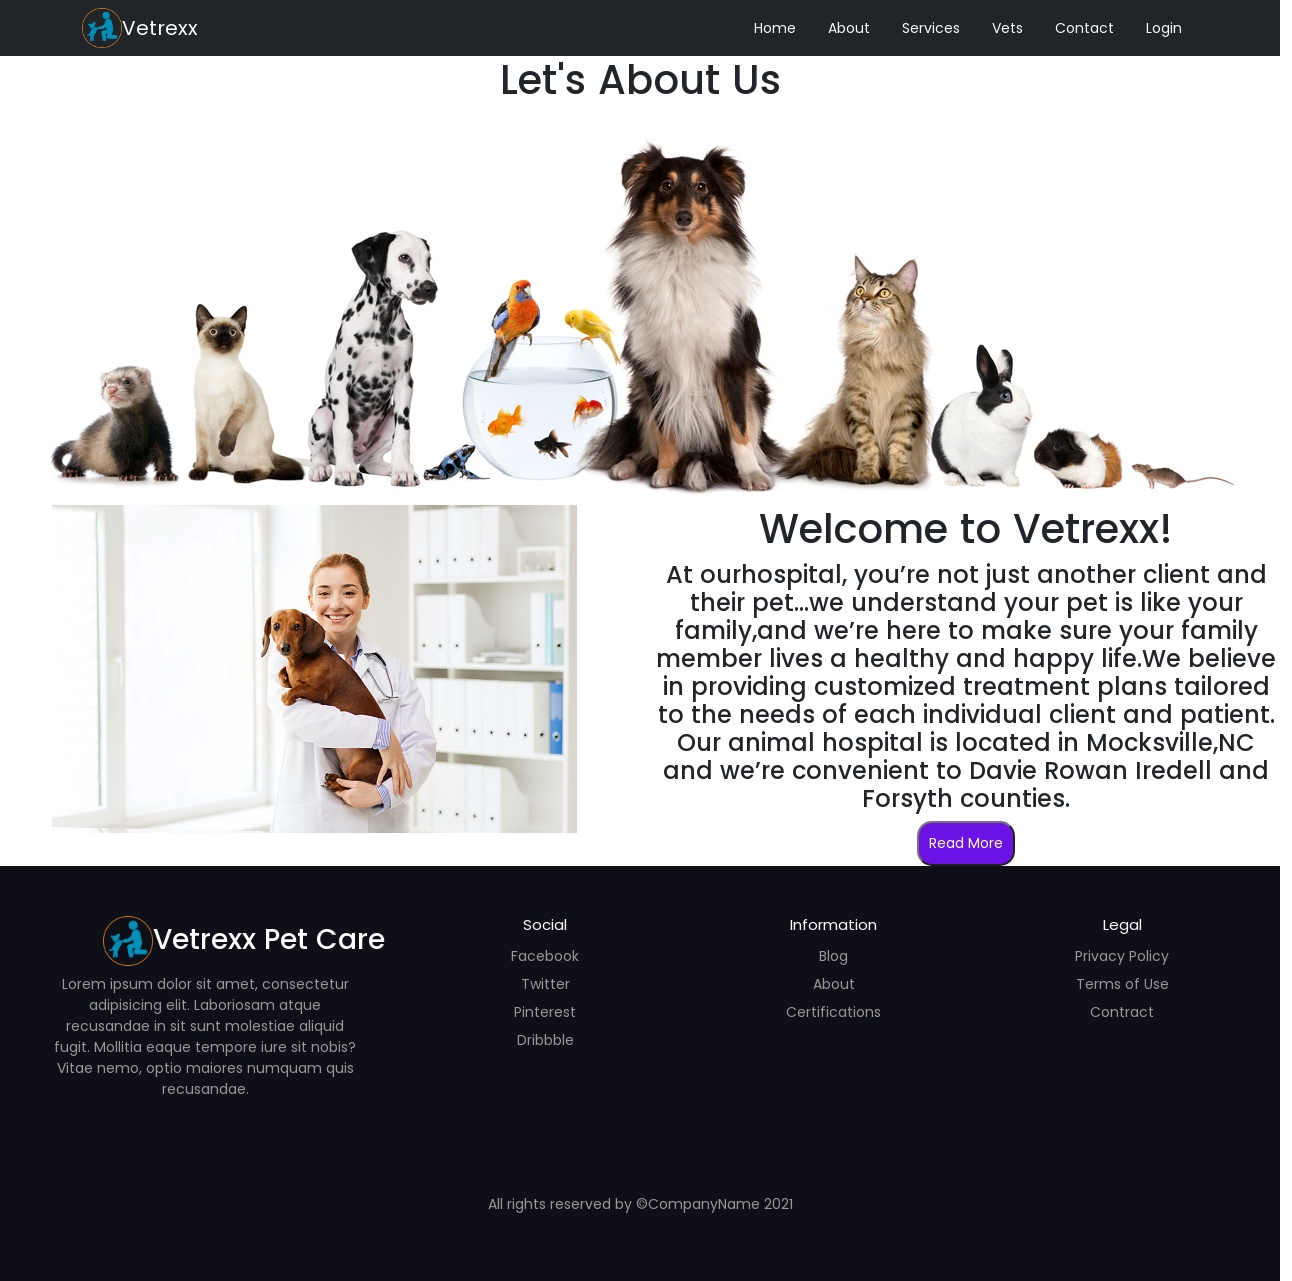 Vetrexx
Home About Services Vets Contact Login
Let's About Us
Welcome to Vetrexx!
At ourhospital, you’re not just another client and
their pet...we understand your pet is like your
family,and we’re here to make sure your family
member lives a healthy and happy life.We believe
in providing customized treatment plans tailored
to the needs of each individual client and patient.
Our animal hospital is located in Mocksville,NC
and we’re convenient to Davie Rowan Iredell and
Forsyth counties.
Read More
Vetrexx Pet Care
Lorem ipsum dolor sit amet, consectetur
adipisicing elit. Laboriosam atque
recusandae in sit sunt molestiae aliquid
fugit. Mollitia eaque tempore iure sit nobis?
Vitae nemo, optio maiores numquam quis
recusandae.
Social
Facebook
Twitter
Pinterest
Dribbble
Information
Blog
About
Certifications
Legal
Privacy Policy
Terms of Use
Contract
All rights reserved by ©CompanyName 2021